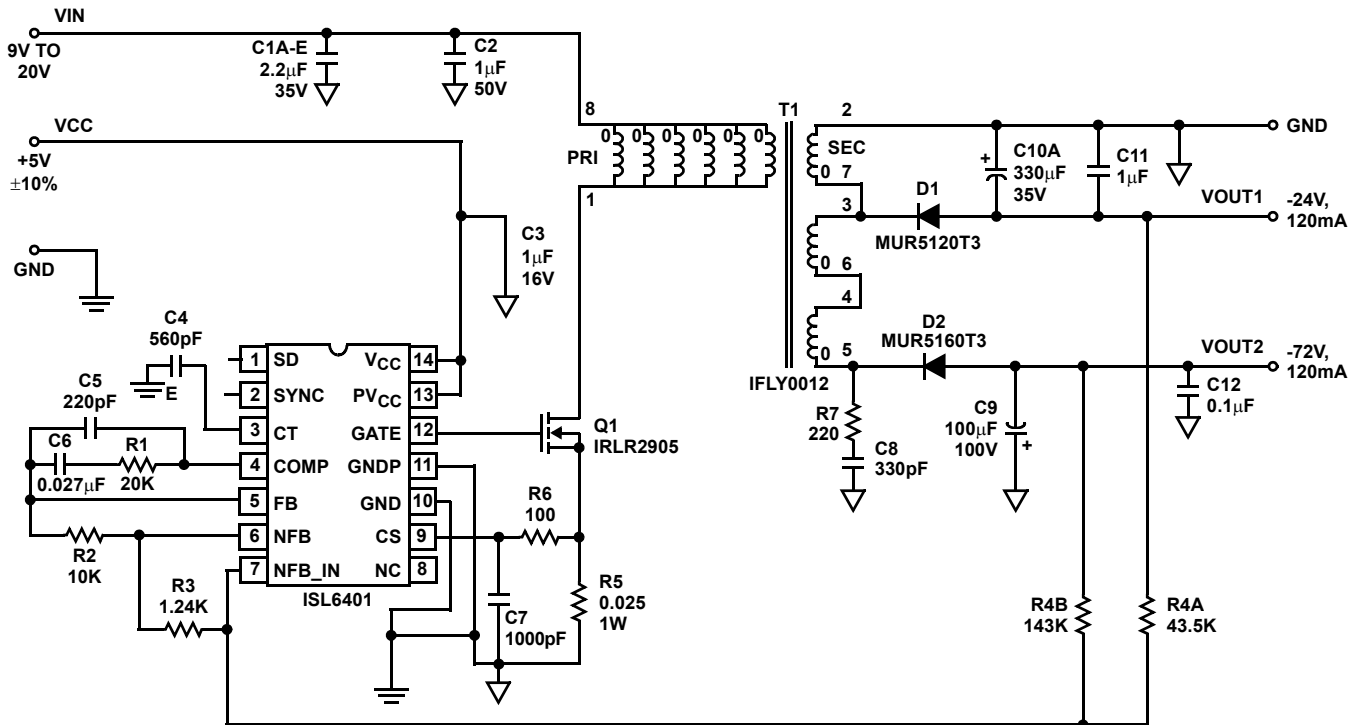 VIN
9V TO
20V
C1A-E
2.2µF
35V
C2
1µF
50V
VCC
+5V
±10%
GND
C3
1µF
16V
8
0 0 0 0 0 0
PRI
1
T1
2
SEC
0 7
3
0 6
4
0 5
IFLY0012
D1
MUR5120T3
+
C10A
330µF
35V
C11
1µF
GND
VOUT1
-24V,
120mA
D2
MUR5160T3
VOUT2
-72V,
120mA
R7
220
C8
330pF
C9
100µF
100V
+
C12
0.1µF
C4
560pF
E
C5
220pF
C6
0.027µF
R1
20K
R2
10K
R3
1.24K
1 SD VCC 14
2 SYNC PVCC 13
3 CT GATE 12
4 COMP GNDP 11
5 FB GND 10
6 NFB CS 9
7 NFB_IN NC 8
ISL6401
Q1
IRLR2905
R6
100
C7
1000pF
R5
0.025
1W
R4B
143K
R4A
43.5K